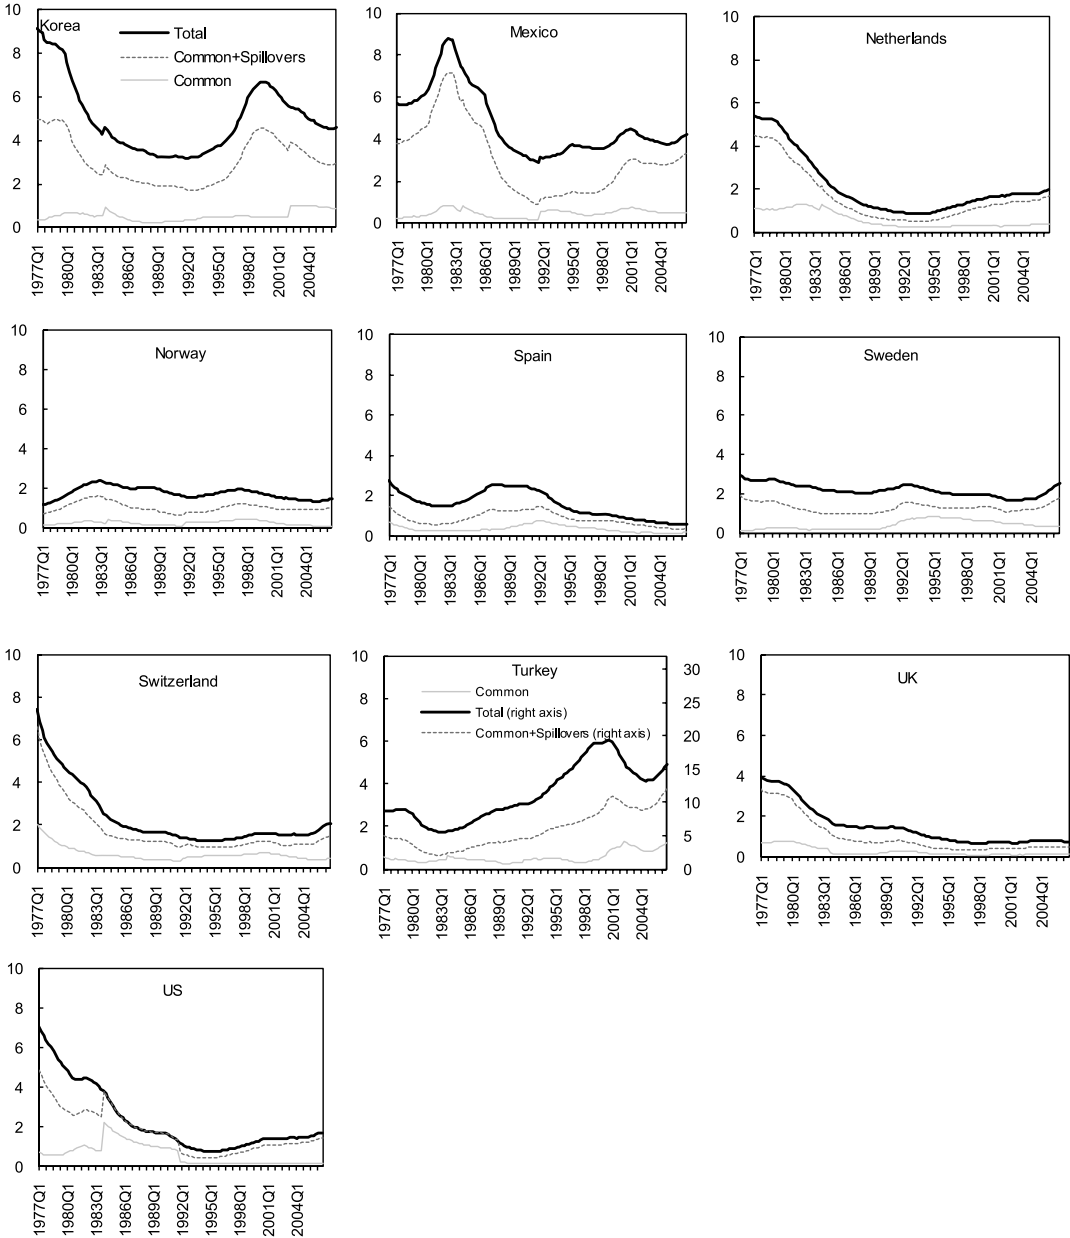 Korea
Total
Common+Spillovers
Common
10
8
6
4
2
0
1977Q1
1980Q1
1983Q1
1986Q1
1989Q1
1992Q1
1995Q1
1998Q1
2001Q1
2004Q1
Mexico
10
8
6
4
2
0
1977Q1
1980Q1
1983Q1
1986Q1
1989Q1
1992Q1
1995Q1
1998Q1
2001Q1
2004Q1
Netherlands
10
8
6
4
2
0
1977Q1
1980Q1
1983Q1
1986Q1
1989Q1
1992Q1
1995Q1
1998Q1
2001Q1
2004Q1
Norway
10
8
6
4
2
0
1977Q1
1980Q1
1983Q1
1986Q1
1989Q1
1992Q1
1995Q1
1998Q1
2001Q1
2004Q1
Spain
10
8
6
4
2
0
1977Q1
1980Q1
1983Q1
1986Q1
1989Q1
1992Q1
1995Q1
1998Q1
2001Q1
2004Q1
Sweden
10
8
6
4
2
0
1977Q1
1980Q1
1983Q1
1986Q1
1989Q1
1992Q1
1995Q1
1998Q1
2001Q1
2004Q1
Switzerland
10
8
6
4
2
0
1977Q1
1980Q1
1983Q1
1986Q1
1989Q1
1992Q1
1995Q1
1998Q1
2001Q1
2004Q1
Turkey
Common
Total (right axis)
Common+Spillovers (right axis)
10
8
6
4
2
0
30
25
20
15
10
5
0
1977Q1
1980Q1
1983Q1
1986Q1
1989Q1
1992Q1
1995Q1
1998Q1
2001Q1
2004Q1
UK
10
8
6
4
2
0
1977Q1
1980Q1
1983Q1
1986Q1
1989Q1
1992Q1
1995Q1
1998Q1
2001Q1
2004Q1
US
10
8
6
4
2
0
1977Q1
1980Q1
1983Q1
1986Q1
1989Q1
1992Q1
1995Q1
1998Q1
2001Q1
2004Q1